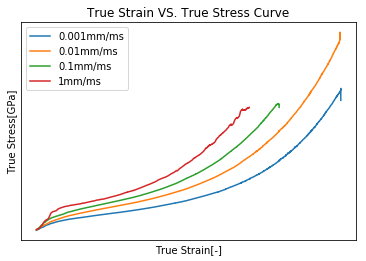 True Strain VS. True Stress Curve
0.001mm/ms
0.01mm/ms
0.1mm/ms
1mm/ms
True Stress[GPa]
True Strain[-]